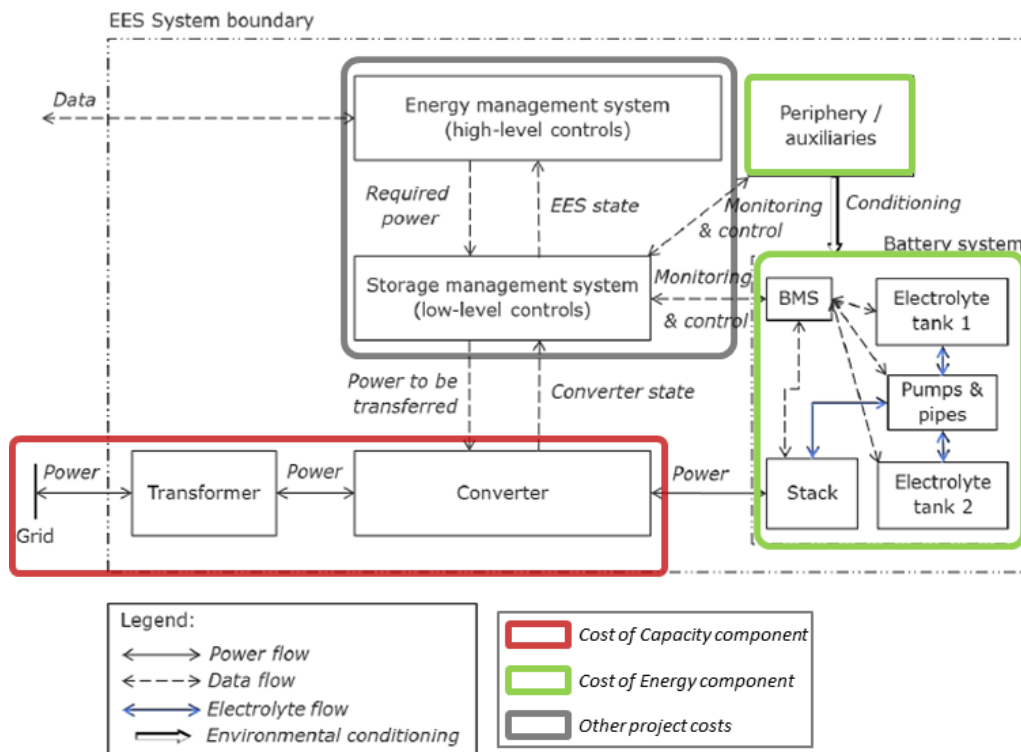 EES System boundary
Data
Energy management system
(high-level controls)
Periphery /
auxiliaries
Required
power
EES state
Monitoring
& control
Conditioning
Battery system
Storage management system
(low-level controls)
Monitoring
& control
BMS
Electrolyte
tank 1
Pumps &
pipes
Power to be
transferred
Converter state
Power
Transformer
Power
Converter
Power
Stack
Electrolyte
tank 2
Grid
Legend:
Power flow
Data flow
Electrolyte flow
Environmental conditioning
Cost of Capacity component
Cost of Energy component
Other project costs